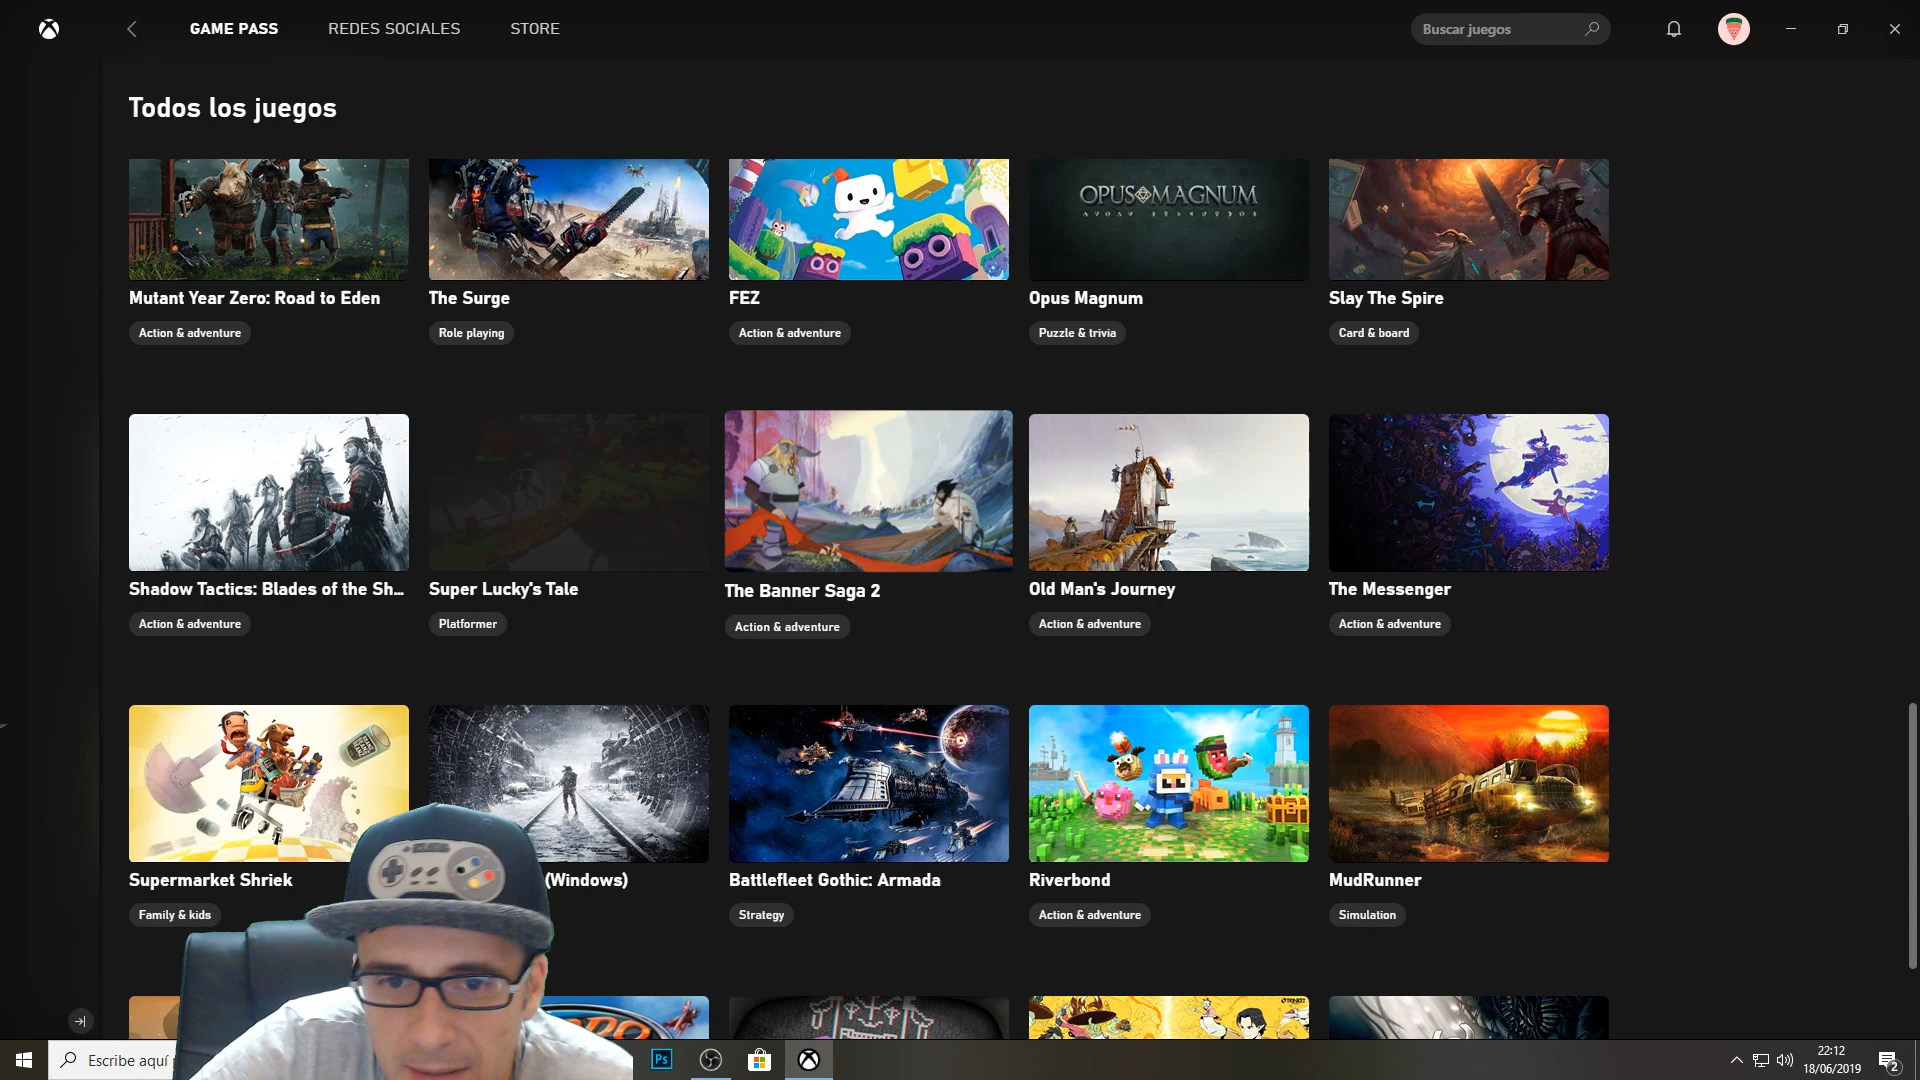 GAME PASS
REDES SOCIALES
STORE
Buscar juegos
Todos los juegos
OPUS MAGNUM
Mutant Year Zero: Road to Eden
The Surge
FEZ
Opus Magnum
Slay The Spire
Action & adventure
Role playing
Action & adventure
Puzzle & trivia
Card & board
Shadow Tactics: Blades of the Sh...
Super Lucky's Tale
The Banner Saga 2
Old Man's Journey
The Messenger
Action & adventure
Platformer
Action & adventure
Action & adventure
Action & adventure
Supermarket Shriek
(Windows)
Battlefleet Gothic: Armada
Riverbond
MudRunner
Family & kids
Strategy
Action & adventure
Simulation
Escribe aquí
Ps
22:12
18/06/2019
2